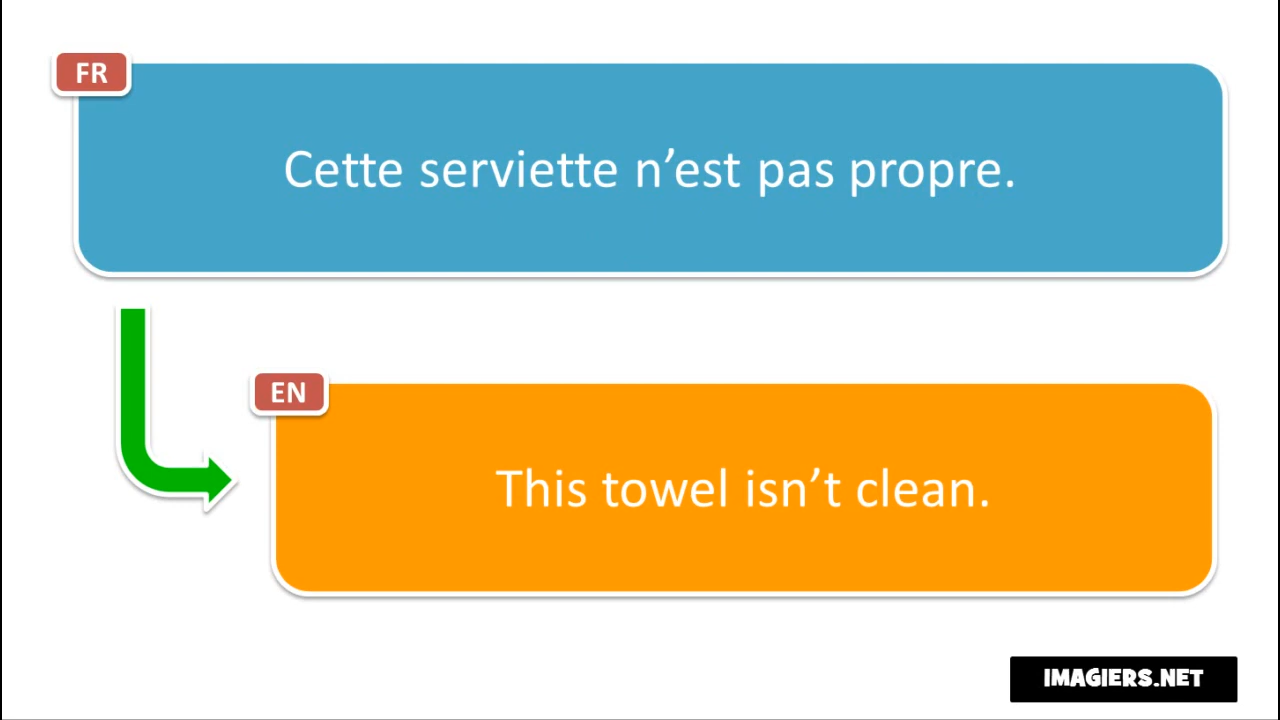 FR
Cette serviette n’est pas propre.
EN
This towel isn’t clean.
IMAGIERS.NET